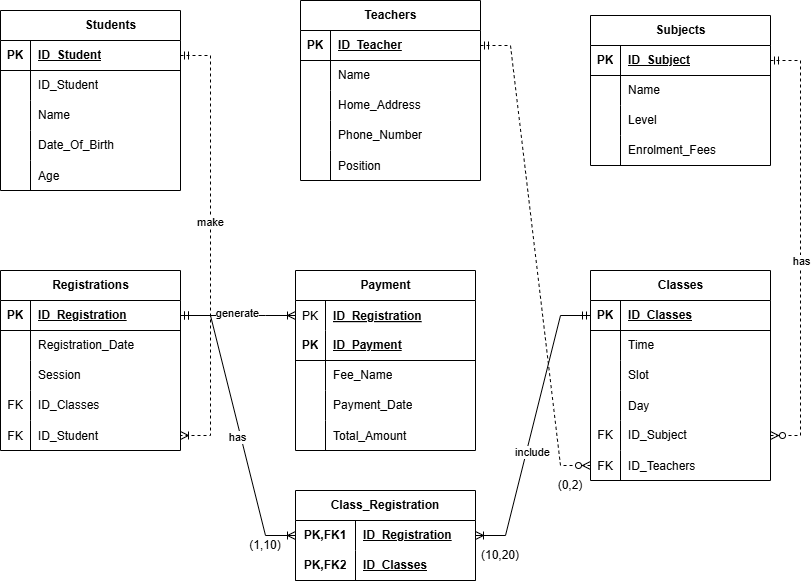 Students
PK ID_Student
ID_Student
Name
Date_Of_Birth
Age
Teachers
PK ID_Teacher
Name
Home_Address
Phone_Number
Position
Subjects
PK ID_Subject
Name
Level
Enrolment_Fees
make
has
Registrations
PK ID_Registration
Registration_Date
Session
FK ID_Classes
FK ID_Student
generate
Payment
PK ID_Registration
PK ID_Payment
Fee_Name
Payment_Date
Total_Amount
Classes
PK ID_Classes
Time
Slot
Day
FK ID_Subject
FK ID_Teachers
has
include
(0,2)
Class_Registration
PK,FK1 ID_Registration
PK,FK2 ID_Classes
(1,10)
(10,20)